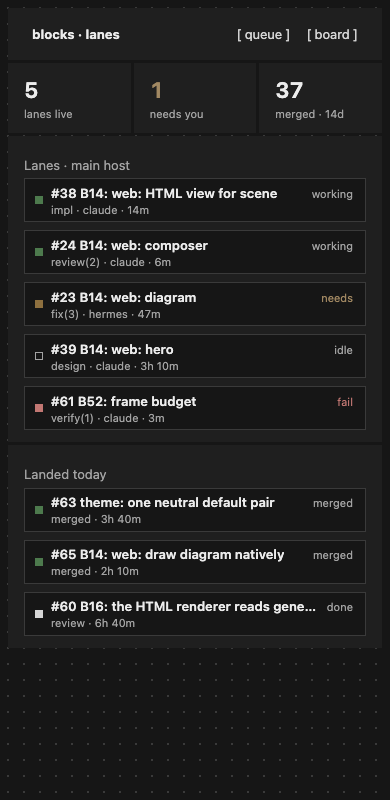 blocks · lanes [ queue ] [ board ]
5 1 37
lanes live needs you merged · 14d
Lanes · main host
#38 B14: web: HTML view for scene working
impl · claude · 14m
#24 B14: web: composer working
review(2) · claude · 6m
#23 B14: web: diagram needs
fix(3) · hermes · 47m
#39 B14: web: hero idle
design · claude · 3h 10m
#61 B52: frame budget fail
verify(1) · claude · 3m
Landed today
#63 theme: one neutral default pair merged
merged · 3h 40m
#65 B14: web: draw diagram natively merged
merged · 2h 10m
#60 B16: the HTML renderer reads gene... done
review · 6h 40m